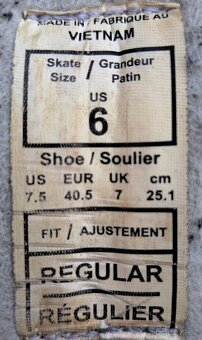 MADE IN / FABRIQUE AU
VIETNAM
Skate / Grandeur
Size / Patin
US
6
Shoe / Soulier
US EUR UK cm
7.5 40.5 7 25.1
FIT / AJUSTEMENT
REGULAR
RÉGULIER